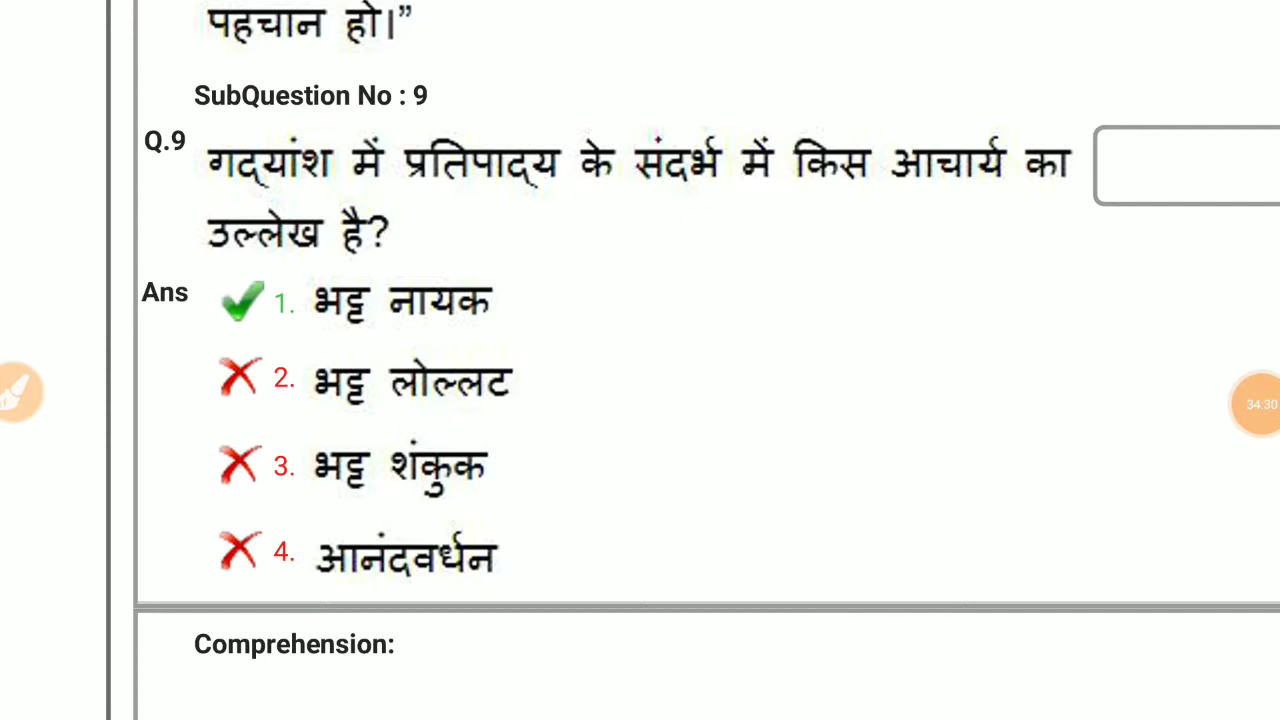 पहचान हो।”
SubQuestion No : 9
Q.9 गद्यांश में प्रतिपाद्य के संदर्भ में किस आचार्य का
उल्लेख है?
Ans 1. भट्ट नायक
2. भट्ट लोल्लट
34:30
3. भट्ट शंकुक
4. आनंदवर्धन
Comprehension: